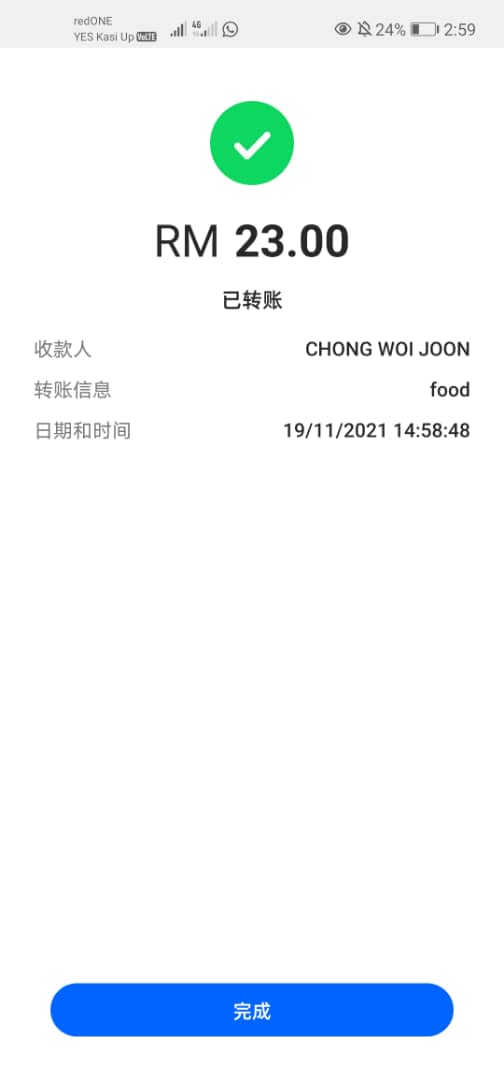 redONE
YES Kasi Up VoLTE 4G 24% 2:59
RM 23.00
已转账
收款人 CHONG WOI JOON
转账信息 food
日期和时间 19/11/2021 14:58:48
完成